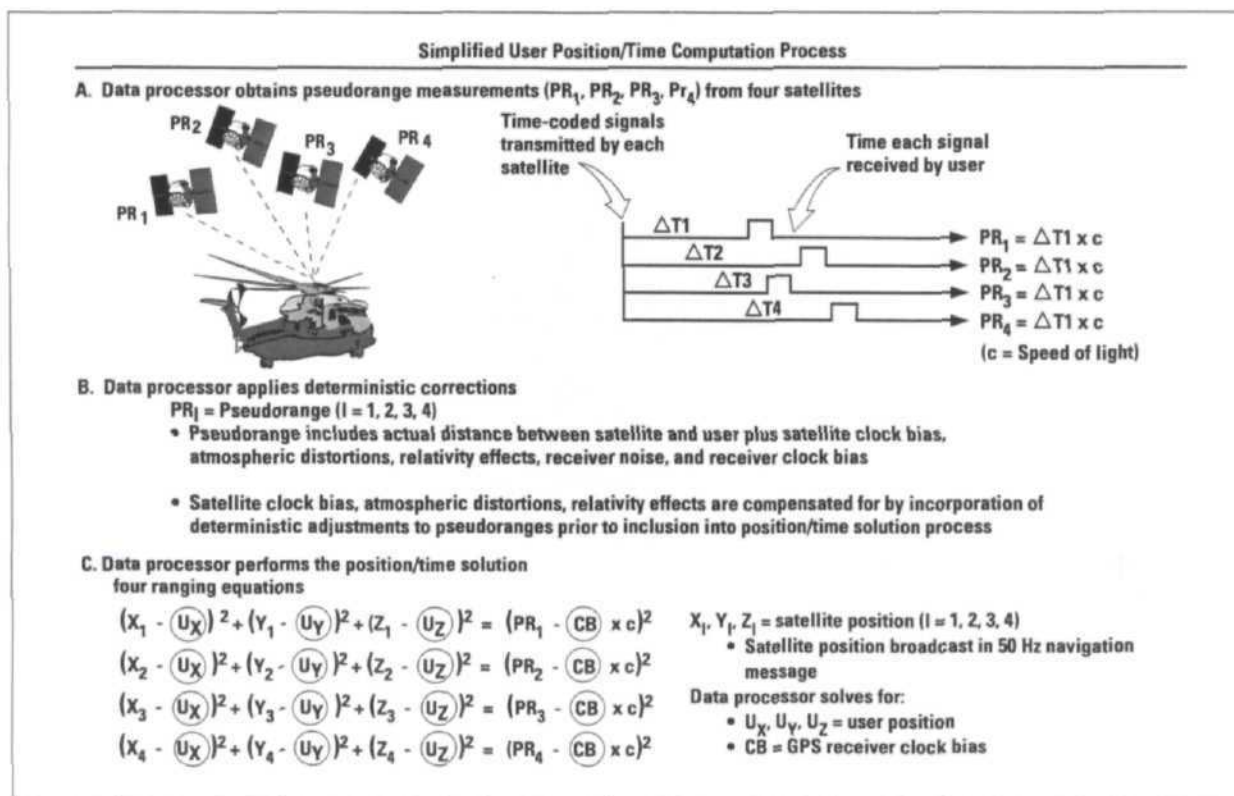 Simplified User Position/Time Computation Process
A. Data processor obtains pseudorange measurements (PR₁, PR₂, PR₃, Pr₄) from four satellites
PR₂
PR₃
PR ₄
PR ₁
Time-coded signals
transmitted by each
satellite
Time each signal
received by user
△T1
△T2
△T3
△T4
PR₁ = △T1 x c
PR₂ = △T1 x c
PR₃ = △T1 x c
PR₄ = △T1 x c
(c = Speed of light)
B. Data processor applies deterministic corrections
PRI = Pseudorange (I = 1, 2, 3, 4)
• Pseudorange includes actual distance between satellite and user plus satellite clock bias,
atmospheric distortions, relativity effects, receiver noise, and receiver clock bias
• Satellite clock bias, atmospheric distortions, relativity effects are compensated for by incorporation of
deterministic adjustments to pseudoranges prior to inclusion into position/time solution process
C. Data processor performs the position/time solution
four ranging equations
(X₁ - UX)² + (Y₁ - UY)² + (Z₁ - UZ)² = (PR₁ - CB x c)²
(X₂ - UX)² + (Y₂ - UY)² + (Z₂ - UZ)² = (PR₂ - CB x c)²
(X₃ - UX)² + (Y₃ - UY)² + (Z₃ - UZ)² = (PR₃ - CB x c)²
(X₄ - UX)² + (Y₄ - UY)² + (Z₄ - UZ)² = (PR₄ - CB x c)²
XI, YI, ZI = satellite position (I = 1, 2, 3, 4)
• Satellite position broadcast in 50 Hz navigation
message
Data processor solves for:
• UX, UY, UZ = user position
• CB = GPS receiver clock bias